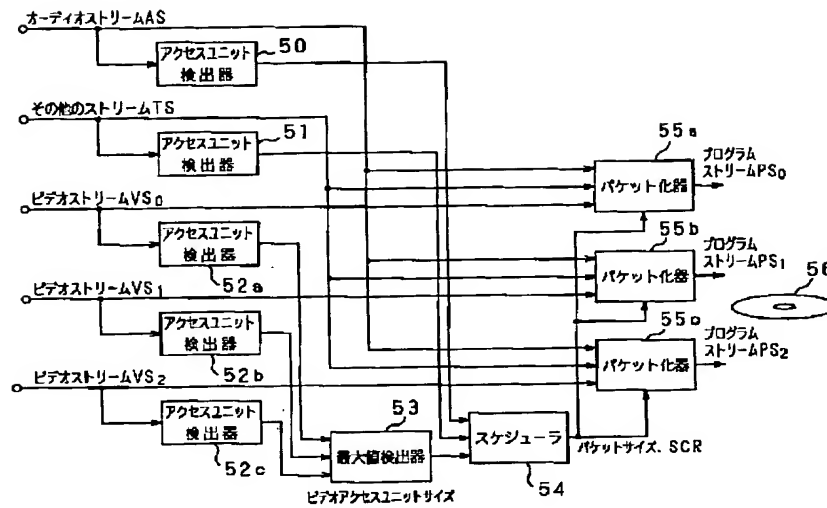 オーディオストリームAS
アクセスユニット
検出器
50
その他のストリームTS
アクセスユニット
検出器
51
ビデオストリームVS0
アクセスユニット
検出器
52a
ビデオストリームVS1
アクセスユニット
検出器
52b
ビデオストリームVS2
アクセスユニット
検出器
52c
53
最大値検出器
ビデオアクセスユニットサイズ
スケジューラ
54
パケットサイズ、SCR
55a
パケット化器
プログラム
ストリームPS0
55b
パケット化器
プログラム
ストリームPS1
55c
パケット化器
プログラム
ストリームPS2
56